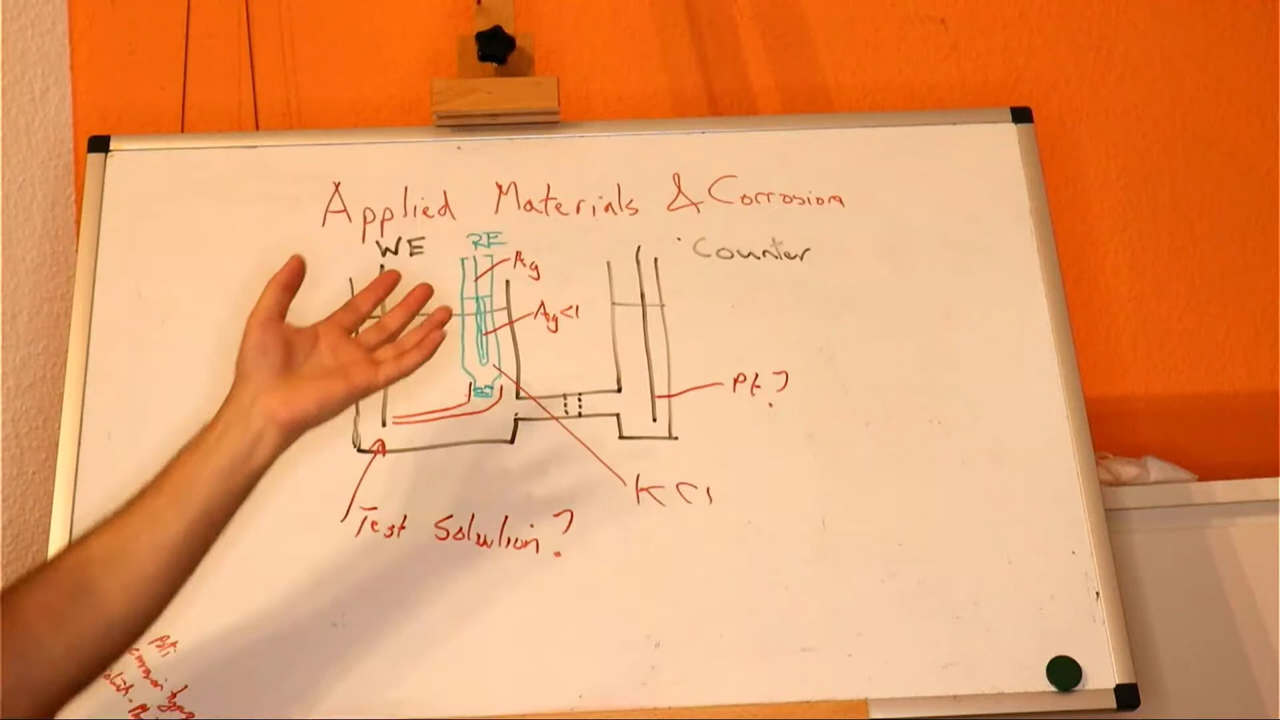 Applied Materials & Corrosion
WE
RE
Counter
Ag
AgCl
Pt?
KCl
Test Solution?